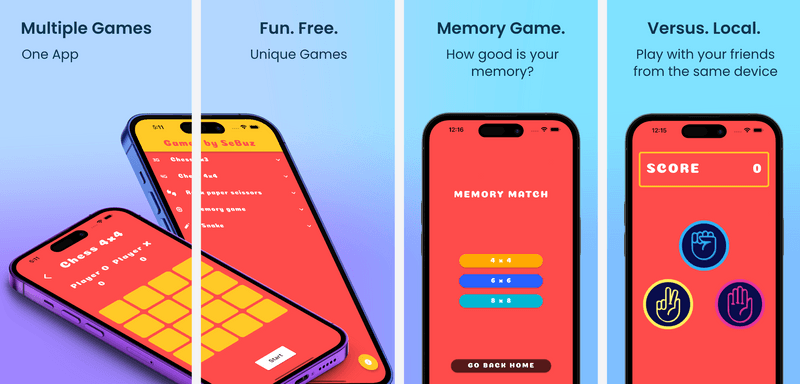 Multiple Games
One App
5:11
Chess 4x4
Player O Player X
0 0
Start
Fun. Free.
Unique Games
5:11
Games by SeBuz
Chess 4x4
Rock paper scissors
Memory game
Snake
Memory Game.
How good is your
memory?
12:16
MEMORY MATCH
4 x 4
6 x 6
8 x 8
GO BACK HOME
Versus. Local.
Play with your friends
from the same device
12:15
SCORE 0